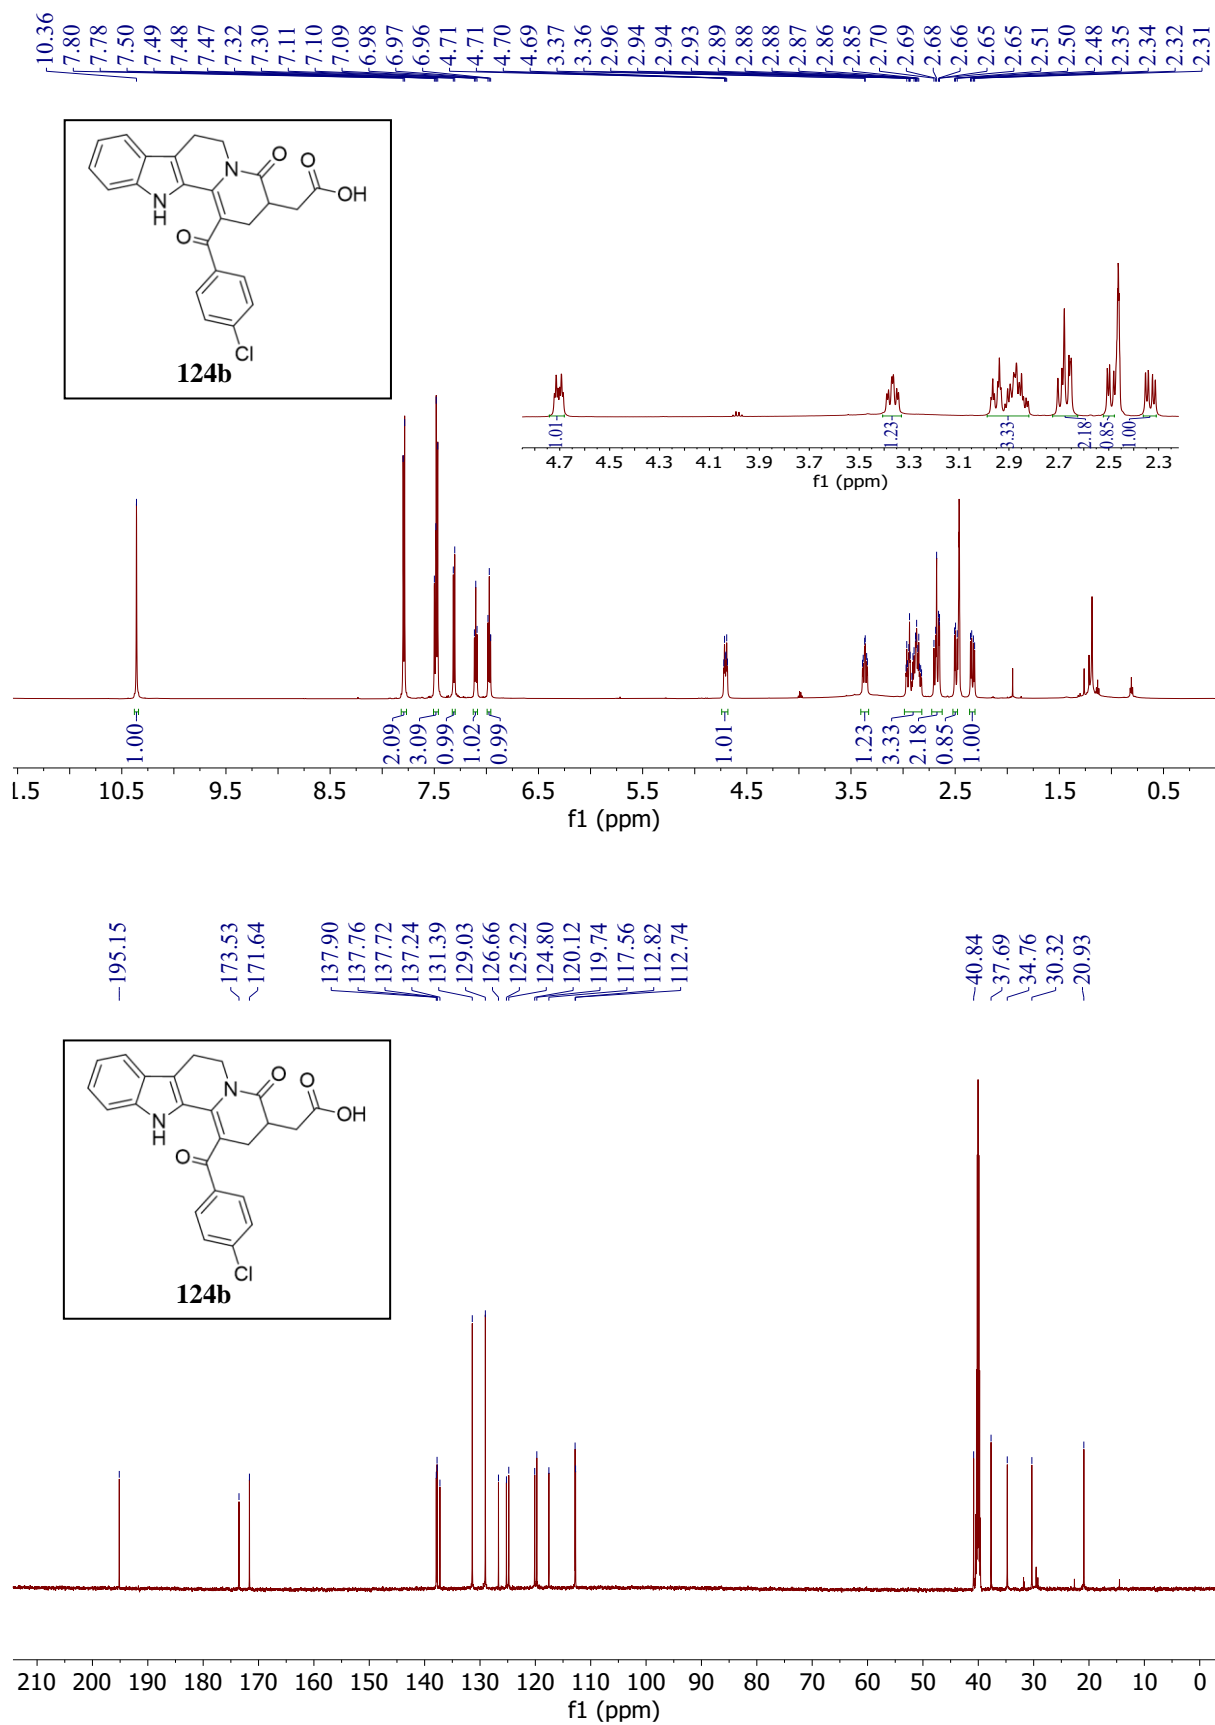 10.36 7.80 7.78 7.50 7.49 7.48 7.47 7.32 7.30 7.11 7.10 7.09 6.98 6.97 6.96 4.71 4.71 4.70 4.69 3.37 3.36 2.96 2.94 2.94 2.93 2.89 2.88 2.88 2.87 2.86 2.85 2.70 2.69 2.68 2.66 2.65 2.65 2.51 2.50 2.48 2.35 2.34 2.32 2.31
O
O
N
OH
N
H
O
Cl
124b
1.01 1.23 3.33 2.18 0.85 1.00
4.7 4.5 4.3 4.1 3.9 3.7 3.5 3.3 3.1 2.9 2.7 2.5 2.3
f1 (ppm)
1.00 2.09 3.09 0.99 1.02 0.99 1.01 1.23 3.33 2.18 0.85 1.00
1.5 10.5 9.5 8.5 7.5 6.5 5.5 4.5 3.5 2.5 1.5 0.5
f1 (ppm)
195.15 173.53 171.64 137.90 137.76 137.72 137.24 131.39 129.03 126.66 125.22 124.80 120.12 119.74 117.56 112.82 112.74 40.84 37.69 34.76 30.32 20.93
O
O
N
OH
N
H
O
Cl
124b
210 200 190 180 170 160 150 140 130 120 110 100 90 80 70 60 50 40 30 20 10 0
f1 (ppm)